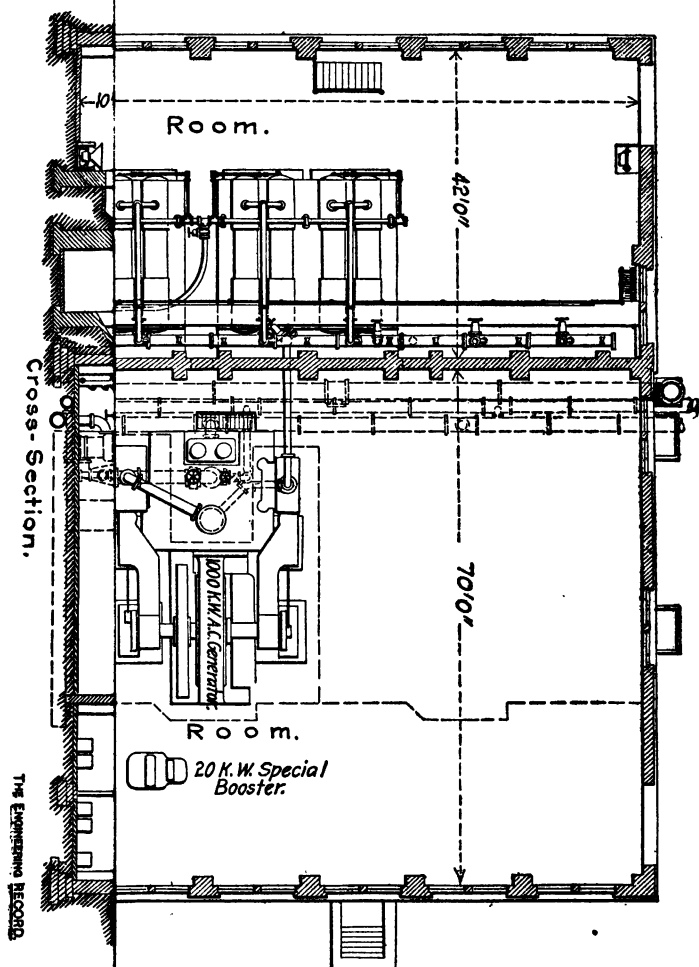 10'
Room.
42'0"
Cross-Section.
1000 K.W. A.C. Generator.
70'0"
Room.
20 K.W. Special
Booster.
THE ENGINEERING RECORD.